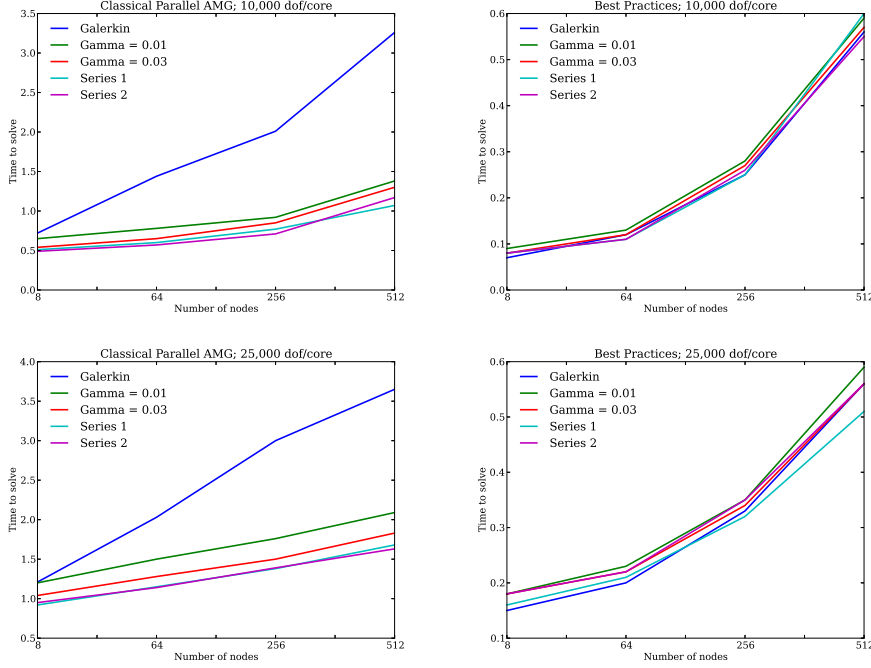 Classical Parallel AMG; 10,000 dof/core
3.5
3.0
2.5
2.0
1.5
1.0
0.5
0.0
Time to solve
Galerkin
Gamma = 0.01
Gamma = 0.03
Series 1
Series 2
8
64
256
512
Number of nodes
Best Practices; 10,000 dof/core
0.6
0.5
0.4
0.3
0.2
0.1
0.0
Time to solve
Galerkin
Gamma = 0.01
Gamma = 0.03
Series 1
Series 2
8
64
256
512
Number of nodes
Classical Parallel AMG; 25,000 dof/core
4.0
3.5
3.0
2.5
2.0
1.5
1.0
0.5
Time to solve
Galerkin
Gamma = 0.01
Gamma = 0.03
Series 1
Series 2
8
64
256
512
Number of nodes
Best Practices; 25,000 dof/core
0.6
0.5
0.4
0.3
0.2
0.1
Time to solve
Galerkin
Gamma = 0.01
Gamma = 0.03
Series 1
Series 2
8
64
256
512
Number of nodes